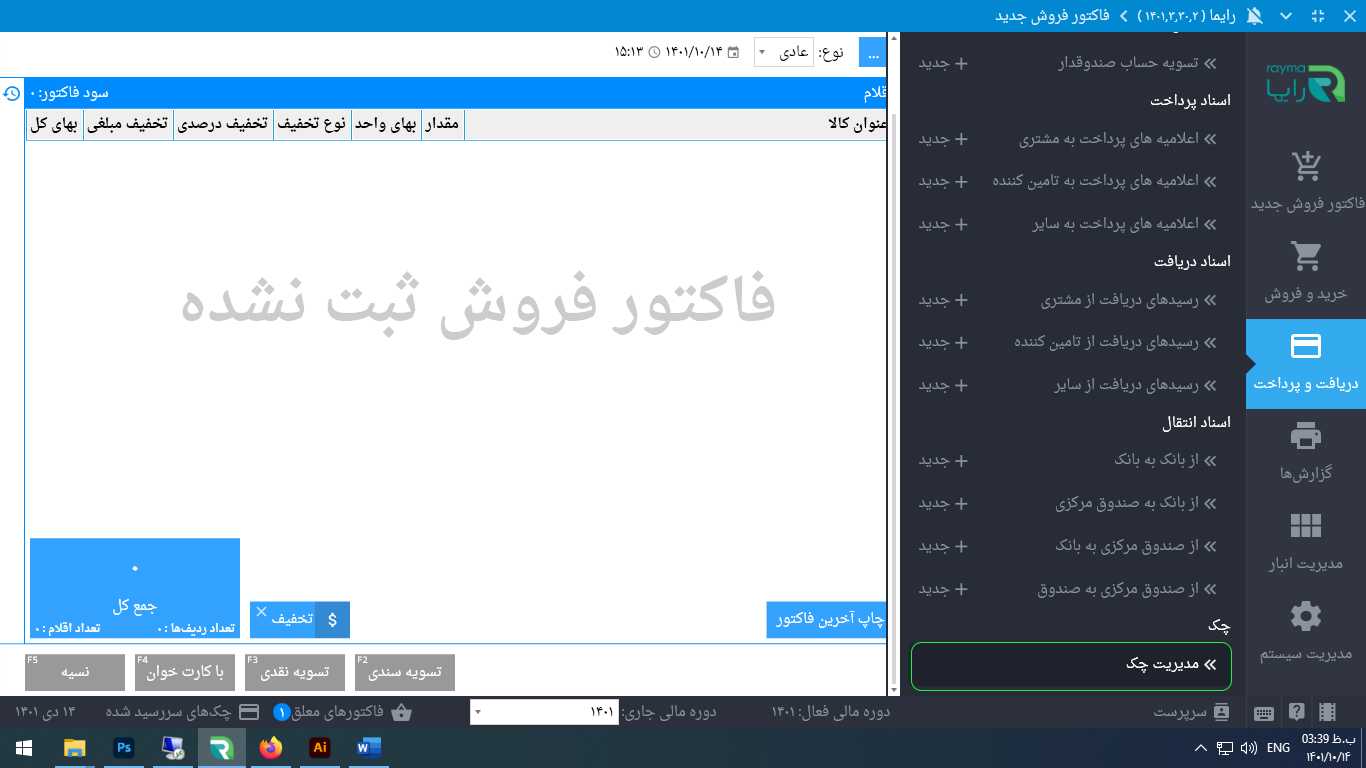 رایما ( ۱۴۰۱,۳,۳۰,۲ ) > فاکتور فروش جدید
rayma
رایما
فاکتور فروش جدید
خرید و فروش
دریافت و پرداخت
گزارش‌ها
مدیریت انبار
مدیریت سیستم
تسویه حساب صندوقدار + جدید
اسناد پرداخت
اعلامیه های پرداخت به مشتری + جدید
اعلامیه های پرداخت به تامین کننده + جدید
اعلامیه های پرداخت به سایر + جدید
اسناد دریافت
رسیدهای دریافت از مشتری + جدید
رسیدهای دریافت از تامین کننده + جدید
رسیدهای دریافت از سایر + جدید
اسناد انتقال
از بانک به بانک + جدید
از بانک به صندوق مرکزی + جدید
از صندوق مرکزی به بانک + جدید
از صندوق مرکزی به صندوق + جدید
چک
مدیریت چک
... نوع: عادی ۱۴۰۱/۱۰/۱۴ ۱۵:۱۳
قلام سود فاکتور: ۰
عنوان کالا مقدار بهای واحد نوع تخفیف تخفیف درصدی تخفیف مبلغی بهای کل
فاکتور فروش ثبت نشده
۰
جمع کل
تعداد ردیف‌ها : ۰ تعداد اقلام : ۰
چاپ آخرین فاکتور $ تخفیف
F2 تسویه سندی F3 تسویه نقدی F4 با کارت خوان F5 نسیه
سرپرست دوره مالی فعال: ۱۴۰۱ دوره مالی جاری: ۱۴۰۱ فاکتورهای معلق ۱ چک‌های سررسید شده ۱۴ دی ۱۴۰۱
Ps Ai W ENG 03:39 ب.ظ
۱۴۰۱/۱۰/۱۴